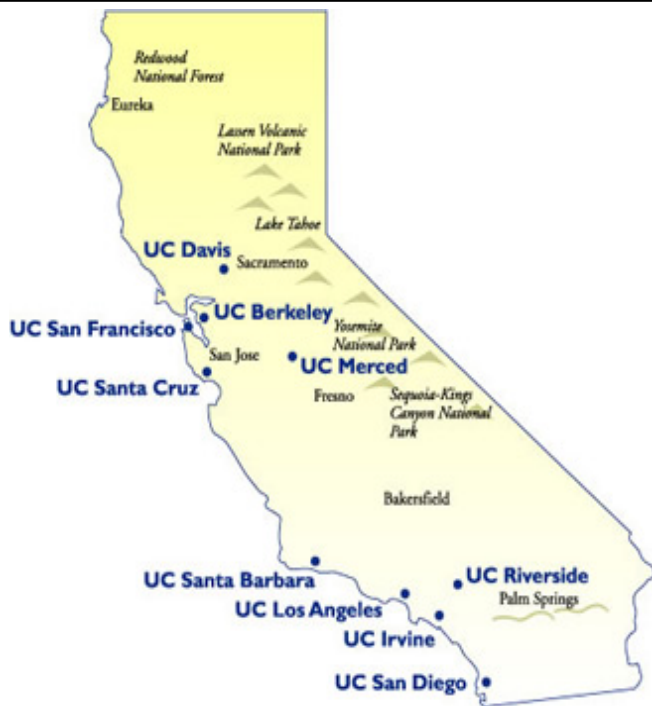 Redwood
National Forest
Eureka
Lassen Volcanic
National Park
Lake Tahoe
UC Davis
Sacramento
UC Berkeley
UC San Francisco
Yosemite
National Park
San Jose
UC Merced
UC Santa Cruz
Fresno
Sequoia-Kings
Canyon National
Park
Bakersfield
UC Santa Barbara
UC Riverside
Palm Springs
UC Los Angeles
UC Irvine
UC San Diego